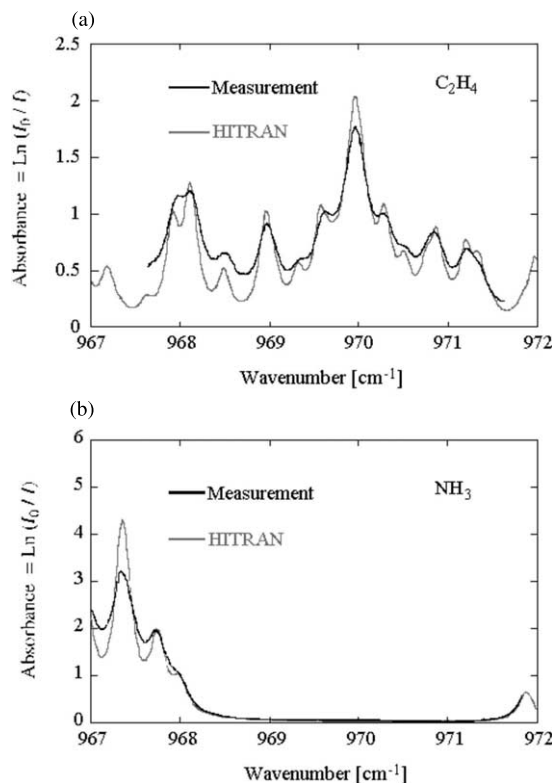 (a)
2.5
2
1.5
1
0.5
0
Absorbance = Ln (I₀ / I)
Measurement
HITRAN
C₂H₄
967 968 969 970 971 972
Wavenumber [cm⁻¹]
(b)
6
5
4
3
2
1
0
Absorbance = Ln (I₀ / I)
Measurement
HITRAN
NH₃
967 968 969 970 971 972
Wavenumber [cm⁻¹]